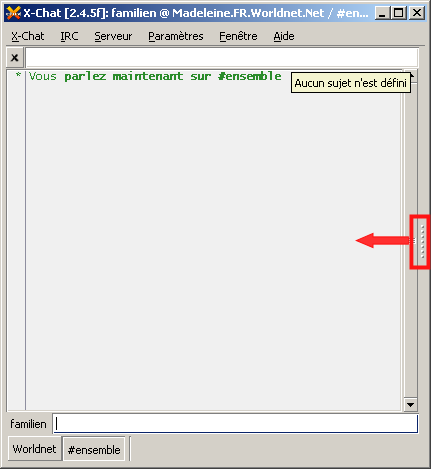 X-Chat [2.4.5f]: familien @ Madeleine.FR.Worldnet.Net / #en...
X-Chat IRC Serveur Paramètres Fenêtre Aide
x
* Vous parlez maintenant sur #ensemble
Aucun sujet n'est défini
familien
Worldnet #ensemble